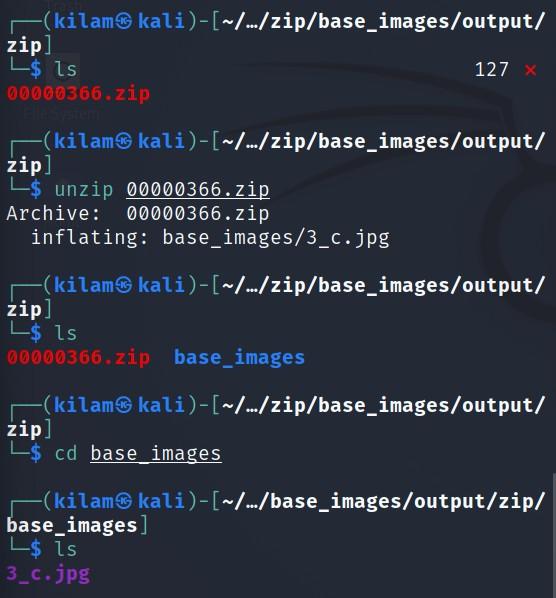 ┌──(kilam㉿kali)-[~/…/zip/base_images/output/
zip]
└─$ ls 127 ⨯
00000366.zip
┌──(kilam㉿kali)-[~/…/zip/base_images/output/
zip]
└─$ unzip 00000366.zip
Archive:  00000366.zip
  inflating: base_images/3_c.jpg
┌──(kilam㉿kali)-[~/…/zip/base_images/output/
zip]
└─$ ls
00000366.zip  base_images
┌──(kilam㉿kali)-[~/…/zip/base_images/output/
zip]
└─$ cd base_images
┌──(kilam㉿kali)-[~/…/base_images/output/zip/
base_images]
└─$ ls
3_c.jpg